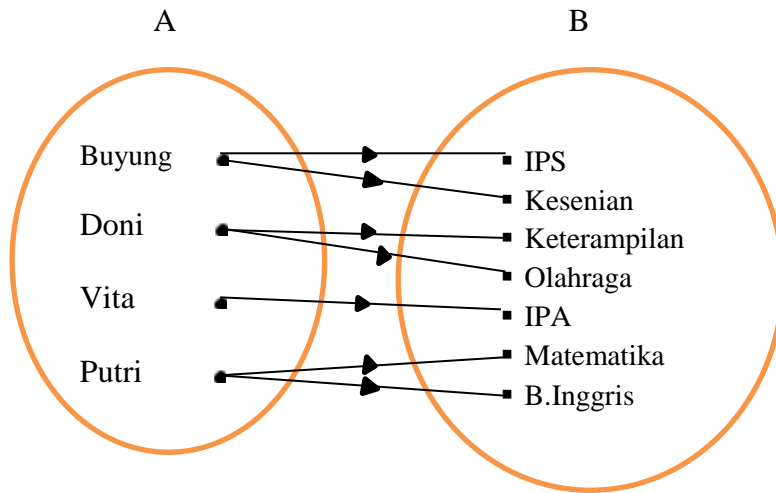 A
B
Buyung
IPS
Kesenian
Doni
Keterampilan
Olahraga
Vita
IPA
Matematika
Putri
B.Inggris